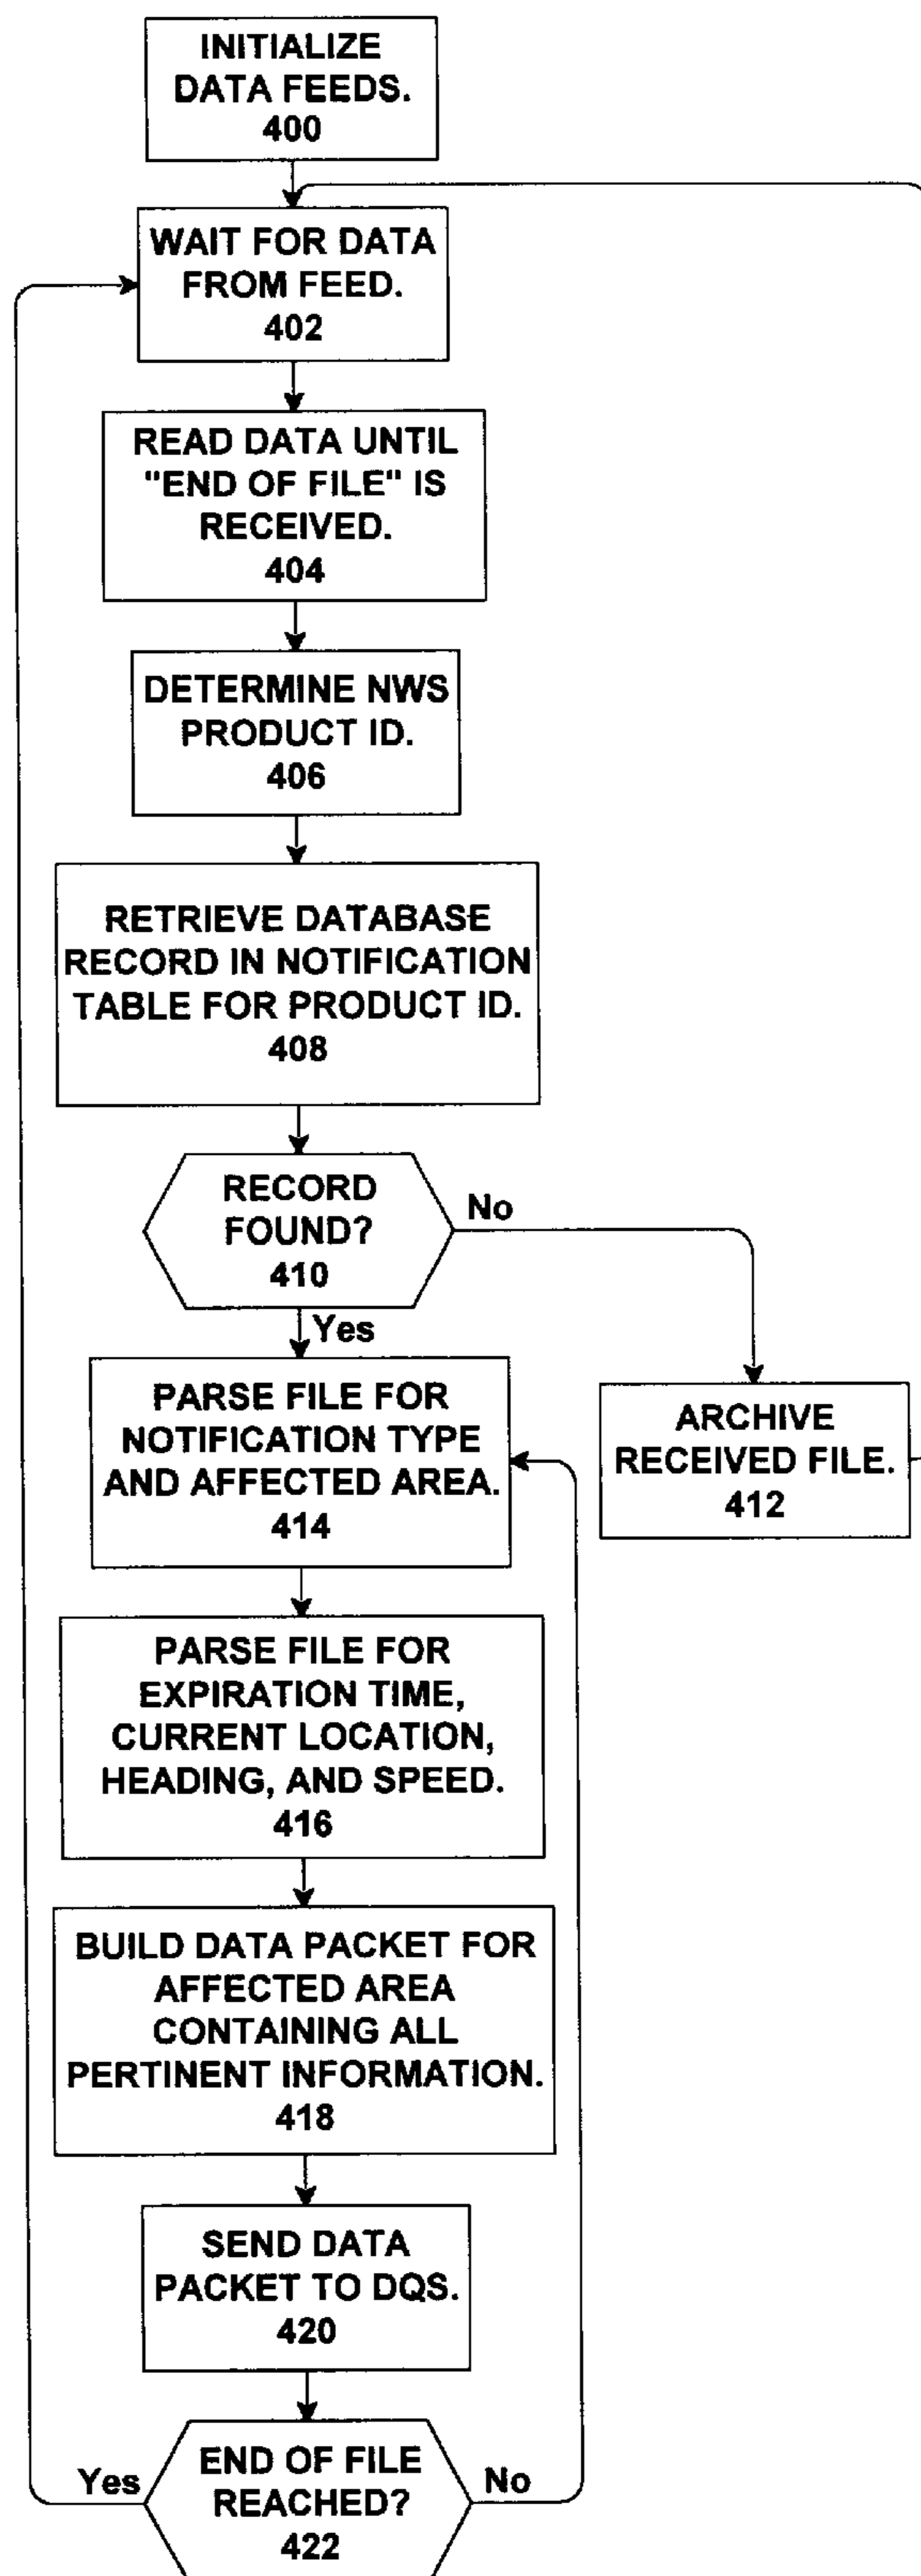 INITIALIZE
DATA FEEDS.
400
WAIT FOR DATA
FROM FEED.
402
READ DATA UNTIL
"END OF FILE" IS
RECEIVED.
404
DETERMINE NWS
PRODUCT ID.
406
RETRIEVE DATABASE
RECORD IN NOTIFICATION
TABLE FOR PRODUCT ID.
408
RECORD
FOUND?
410
No
Yes
PARSE FILE FOR
NOTIFICATION TYPE
AND AFFECTED AREA.
414
ARCHIVE
RECEIVED FILE.
412
PARSE FILE FOR
EXPIRATION TIME,
CURRENT LOCATION,
HEADING, AND SPEED.
416
BUILD DATA PACKET FOR
AFFECTED AREA
CONTAINING ALL
PERTINENT INFORMATION.
418
SEND DATA
PACKET TO DQS.
420
Yes
END OF FILE
REACHED?
422
No